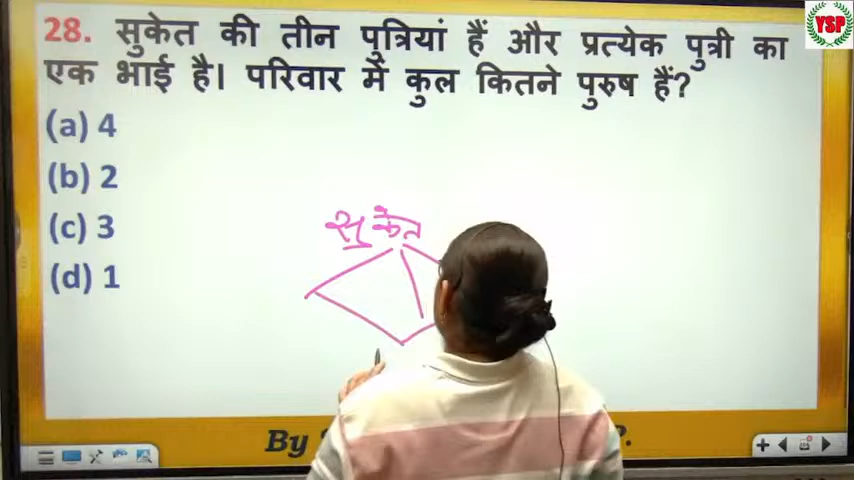 28. सुकेत की तीन पुत्रियां हैं और प्रत्येक पुत्री का
एक भाई है। परिवार में कुल कितने पुरुष हैं?
(a) 4
(b) 2
(c) 3
(d) 1
सुकेत
By
P.
YSP